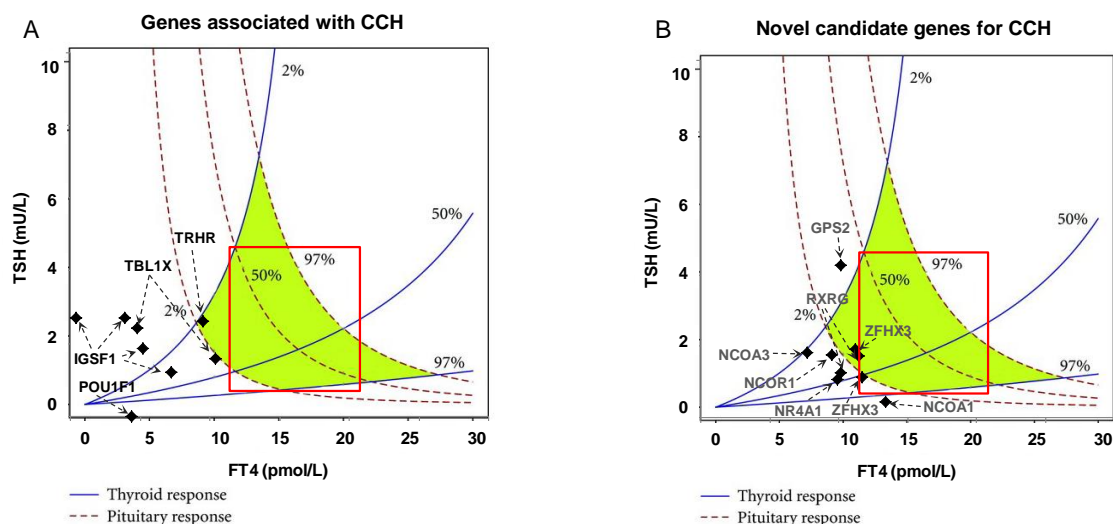 A
Genes associated with CCH
TSH (mU/L)
10
8
6
4
2
0
2%
50%
97%
50%
2%
97%
TRHR
TBL1X
IGSF1
POU1F1
0 5 10 15 20 25 30
FT4 (pmol/L)
Thyroid response
Pituitary response
B
Novel candidate genes for CCH
TSH (mU/L)
10
8
6
4
2
0
2%
50%
97%
50%
2%
97%
GPS2
RXRG
ZFHX3
NCOA3
NCOR1
NR4A1
ZFHX3
NCOA1
0 5 10 15 20 25 30
FT4 (pmol/L)
Thyroid response
Pituitary response